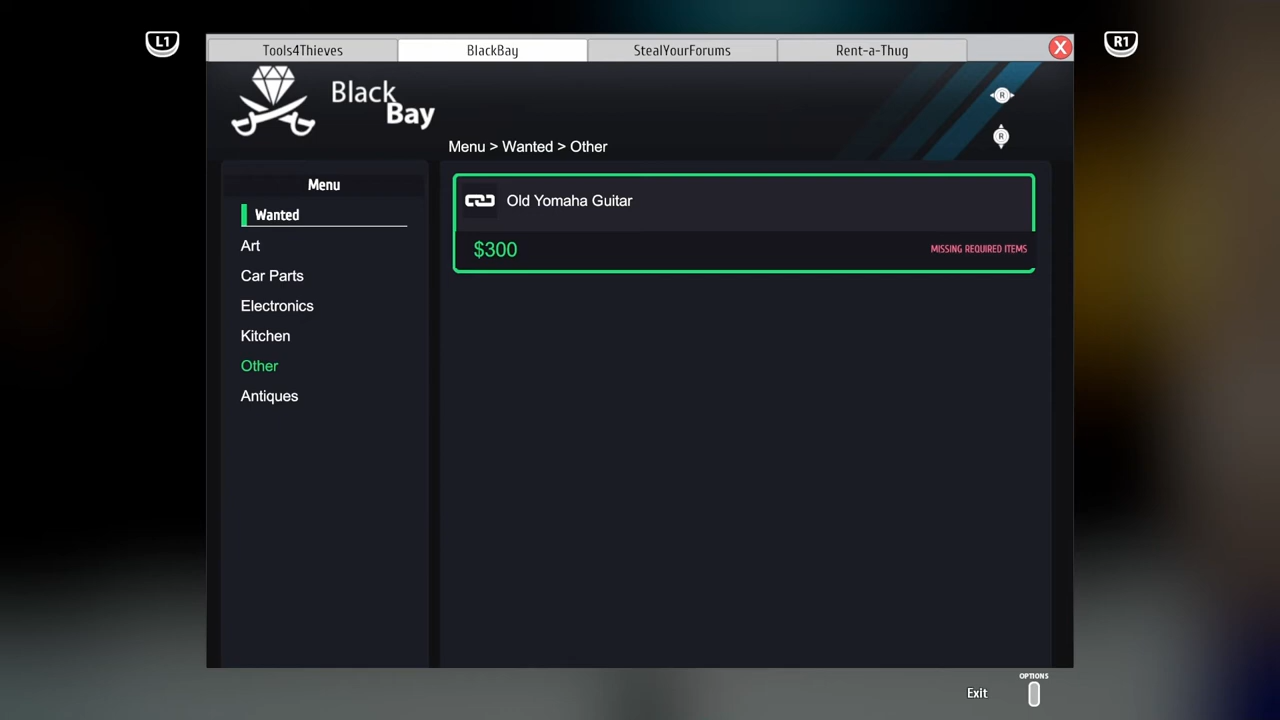 L1
R1
Tools4Thieves
BlackBay
StealYourForums
Rent-a-Thug
X
Black
Bay
R
R
Menu > Wanted > Other
Menu
Wanted
Art
Car Parts
Electronics
Kitchen
Other
Antiques
Old Yomaha Guitar
$300
MISSING REQUIRED ITEMS
Exit
OPTIONS